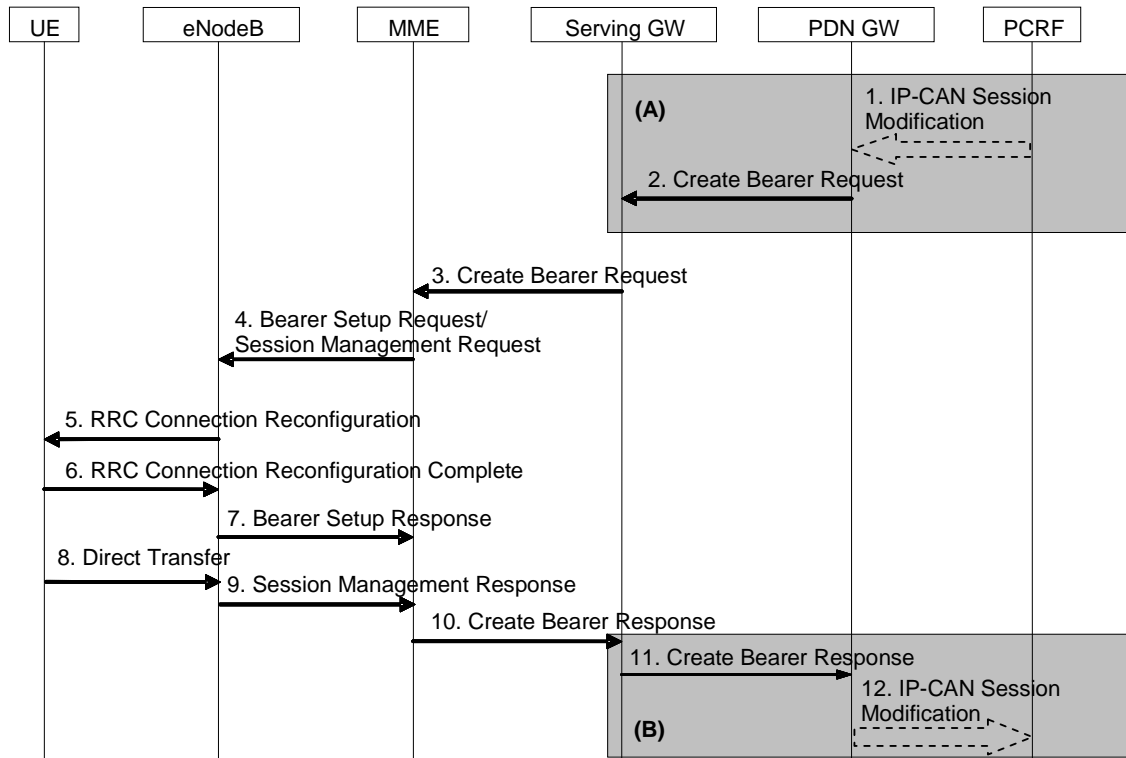 UE
eNodeB
MME
Serving GW
PDN GW
PCRF
(A)
1. IP-CAN Session
Modification
2. Create Bearer Request
3. Create Bearer Request
4. Bearer Setup Request/
Session Management Request
5. RRC Connection Reconfiguration
6. RRC Connection Reconfiguration Complete
7. Bearer Setup Response
8. Direct Transfer
9. Session Management Response
10. Create Bearer Response
11. Create Bearer Response
12. IP-CAN Session
Modification
(B)